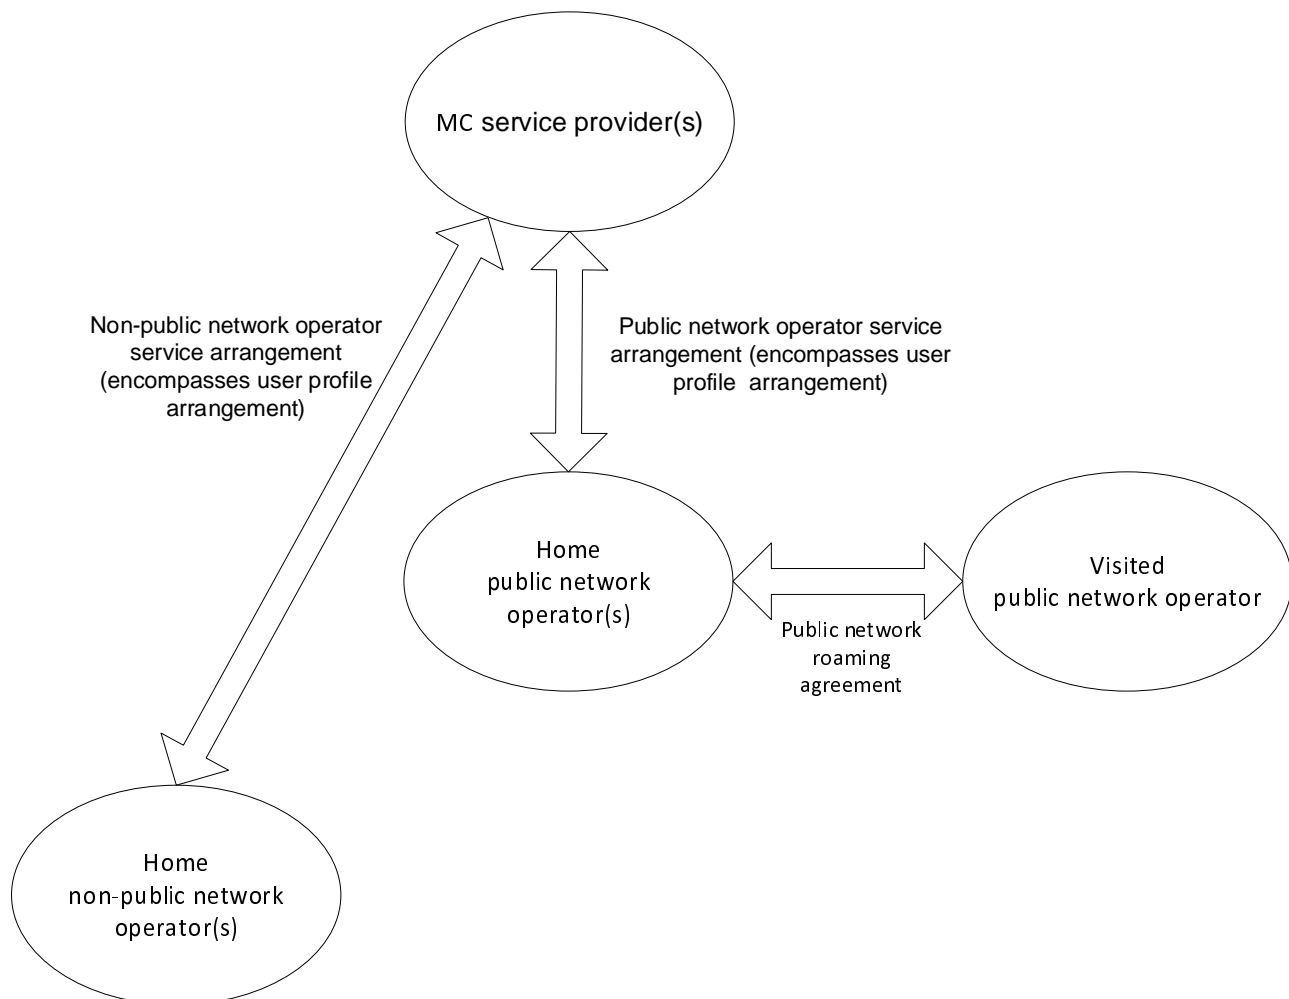 MC service provider(s)
Non-public network operator
service arrangement
(encompasses user profile
arrangement)
Public network operator service
arrangement (encompasses user
profile arrangement)
Home
public network
operator(s)
Visited
public network operator
Public network
roaming
agreement
Home
non-public network
operator(s)